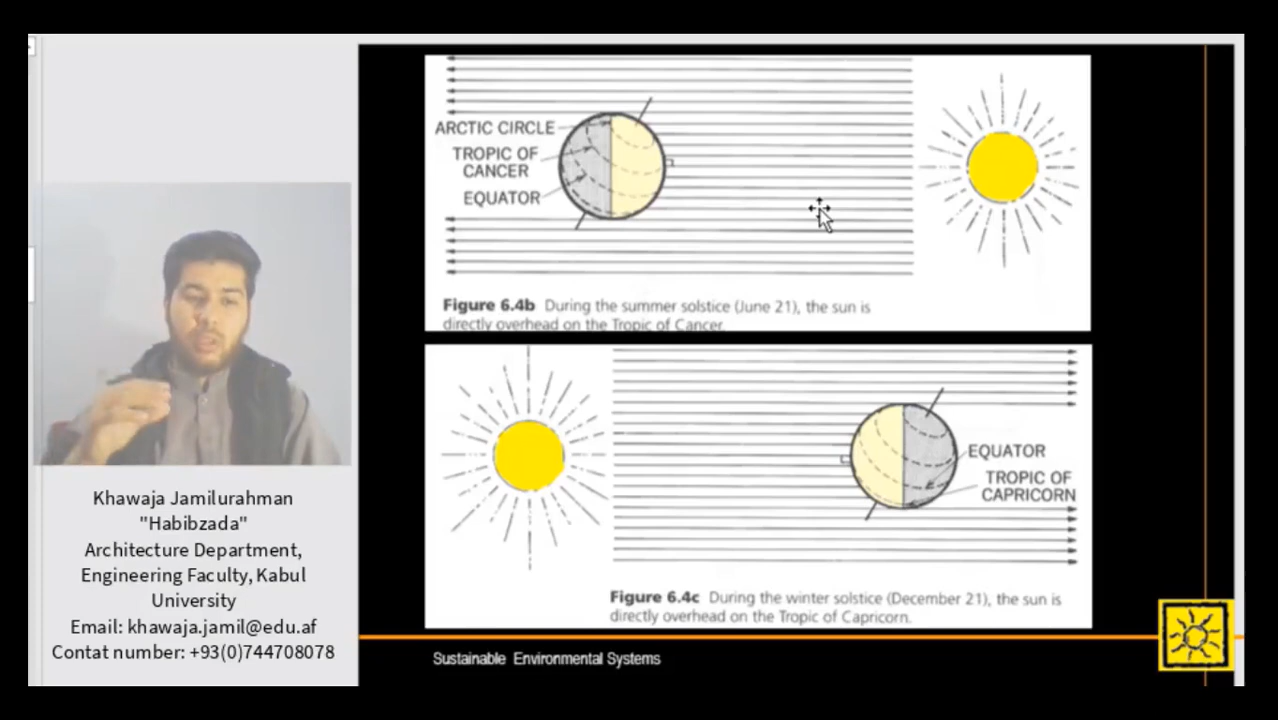 Khawaja Jamilurahman
"Habibzada"
Architecture Department,
Engineering Faculty, Kabul
University
Email: khawaja.jamil@edu.af
Contat number: +93(0)744708078
ARCTIC CIRCLE
TROPIC OF
CANCER
EQUATOR
Figure 6.4b During the summer solstice (June 21), the sun is
directly overhead on the Tropic of Cancer.
EQUATOR
TROPIC OF
CAPRICORN
Figure 6.4c During the winter solstice (December 21), the sun is
directly overhead on the Tropic of Capricorn.
Sustainable Environmental Systems